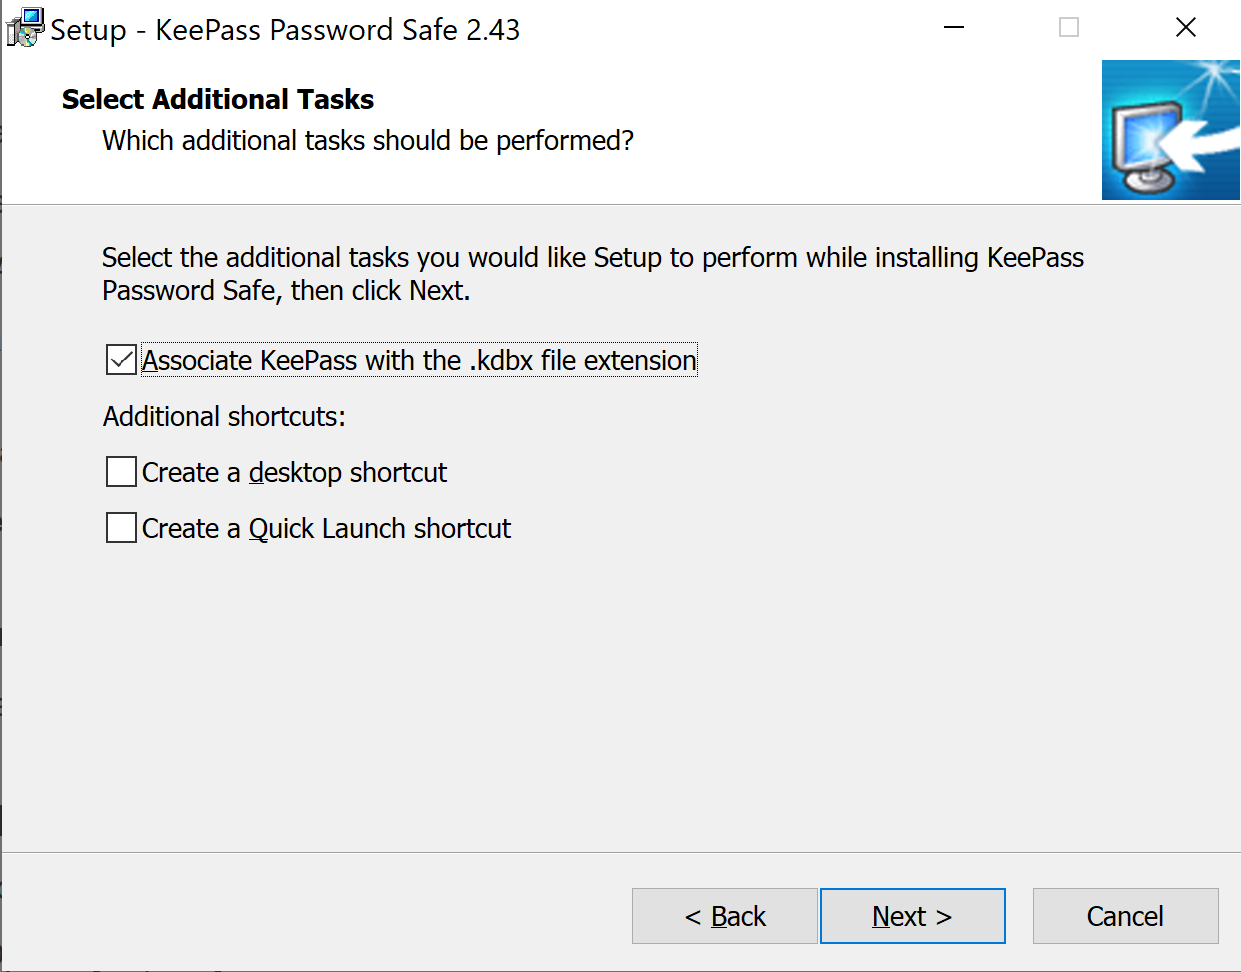 Setup - KeePass Password Safe 2.43
Select Additional Tasks
Which additional tasks should be performed?
Select the additional tasks you would like Setup to perform while installing KeePass
Password Safe, then click Next.
Associate KeePass with the .kdbx file extension
Additional shortcuts:
Create a desktop shortcut
Create a Quick Launch shortcut
< Back
Next >
Cancel